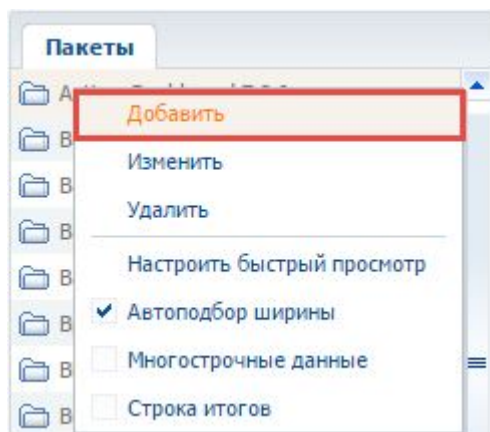 Пакеты
Добавить
Изменить
Удалить
Настроить быстрый просмотр
Автоподбор ширины
Многострочные данные
Строка итогов